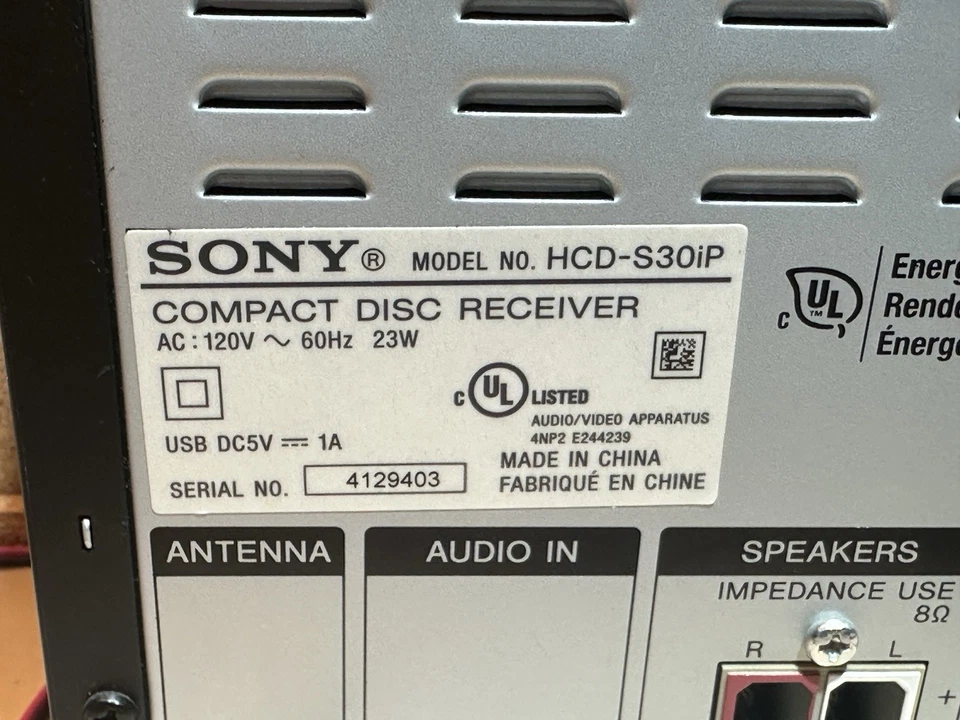 SONY® MODEL NO. HCD-S30iP
COMPACT DISC RECEIVER
AC : 120V ~ 60Hz 23W
c UL LISTED
AUDIO/VIDEO APPARATUS
4NP2 E244239
USB DC5V ⎓ 1A
MADE IN CHINA
FABRIQUÉ EN CHINE
SERIAL NO. 4129403
c UL ™
Énerg
ANTENNA
AUDIO IN
SPEAKERS
IMPEDANCE USE
8Ω
R L
+